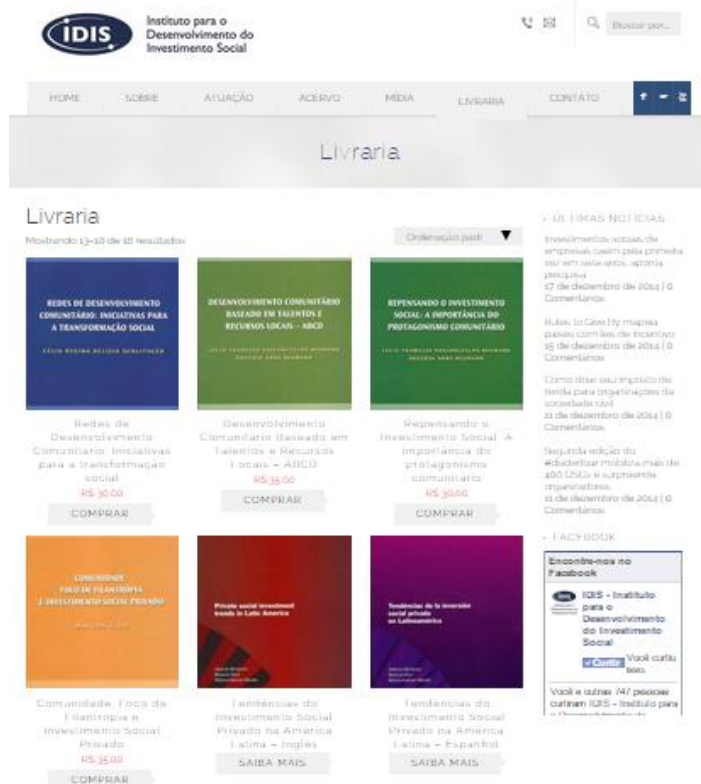 iDiS
Instituto para o
Desenvolvimento do
Investimento Social
Buscar por...
HOME SOBRE ATUAÇÃO ACERVO MÍDIA LIVRARIA CONTATO
Livraria
Livraria
Mostrando 13–18 de 18 resultados
Ordenação padr
REDES DE DESENVOLVIMENTO
COMUNITÁRIO: INICIATIVAS PARA
A TRANSFORMAÇÃO SOCIAL
DESENVOLVIMENTO COMUNITÁRIO
BASEADO EM TALENTOS E
RECURSOS LOCAIS – ABCD
REPENSANDO O INVESTIMENTO
SOCIAL: A IMPORTÂNCIA DO
PROTAGONISMO COMUNITÁRIO
Redes de
Desenvolvimento
Comunitário: Iniciativas
para a transformação
social
R$ 30,00
COMPRAR
Desenvolvimento
Comunitário Baseado em
Talentos e Recursos
Locais – ABCD
R$ 35,00
COMPRAR
Repensando o
Investimento Social: A
importância do
protagonismo
comunitário
R$ 30,00
COMPRAR
COMUNIDADE:
FOCO DE FILANTROPIA
E INVESTIMENTO SOCIAL PRIVADO
Private social investment
trends in Latin America
Tendências de la inversión
social privada
en Latinoamérica
Comunidade: Foco de
Filantropia e
Investimento Social
Privado
R$ 35,00
COMPRAR
Tendências do
Investimento Social
Privado na América
Latina – Inglês
SAIBA MAIS
Tendências do
Investimento Social
Privado na América
Latina – Espanhol
SAIBA MAIS
ÚLTIMAS NOTÍCIAS
Investimentos sociais de
empresas caem pela primeira
vez em seis anos, aponta
pesquisa
17 de dezembro de 2014 | 0
Comentários
Rules to Give By mapeia
países com leis de incentivo
15 de dezembro de 2014 | 0
Comentários
Como doar seu imposto de
renda para organizações da
sociedade civil
11 de dezembro de 2014 | 0
Comentários
Segunda edição do
#diadedoar mobiliza mais de
400 OSCs e surpreende
organizadores
11 de dezembro de 2014 | 0
Comentários
FACEBOOK
Encontre-nos no
Facebook
IDIS - Instituto
para o
Desenvolvimento
do Investimento
Social
Curtir Você curtiu
isso.
Você e outras 747 pessoas
curtiram IDIS - Instituto para